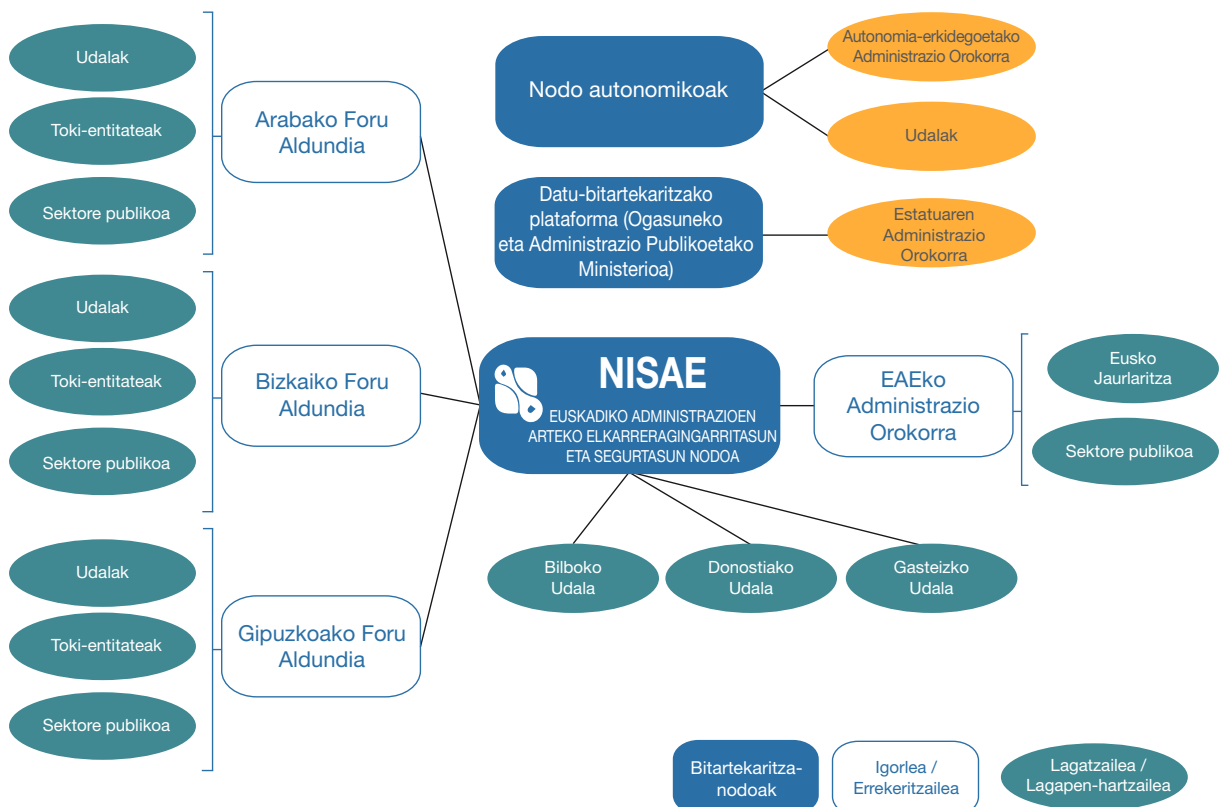 Udalak
Toki-entitateak
Sektore publikoa
Arabako Foru
Aldundia
Udalak
Toki-entitateak
Sektore publikoa
Bizkaiko Foru
Aldundia
Udalak
Toki-entitateak
Sektore publikoa
Gipuzkoako Foru
Aldundia
Nodo autonomikoak
Autonomia-erkidegoetako
Administrazio Orokorra
Udalak
Datu-bitartekaritzako
plataforma (Ogasuneko
eta Administrazio Publikoetako
Ministerioa)
Estatuaren
Administrazio
Orokorra
NISAE
EUSKADIKO ADMINISTRAZIOEN
ARTEKO ELKARRERAGINGARRITASUN
ETA SEGURTASUN NODOA
EAEko
Administrazio
Orokorra
Eusko
Jaurlaritza
Sektore publikoa
Bilboko
Udala
Donostiako
Udala
Gasteizko
Udala
Bitartekaritza-
nodoak
Igorlea /
Errekeritzailea
Lagatzailea /
Lagapen-hartzailea